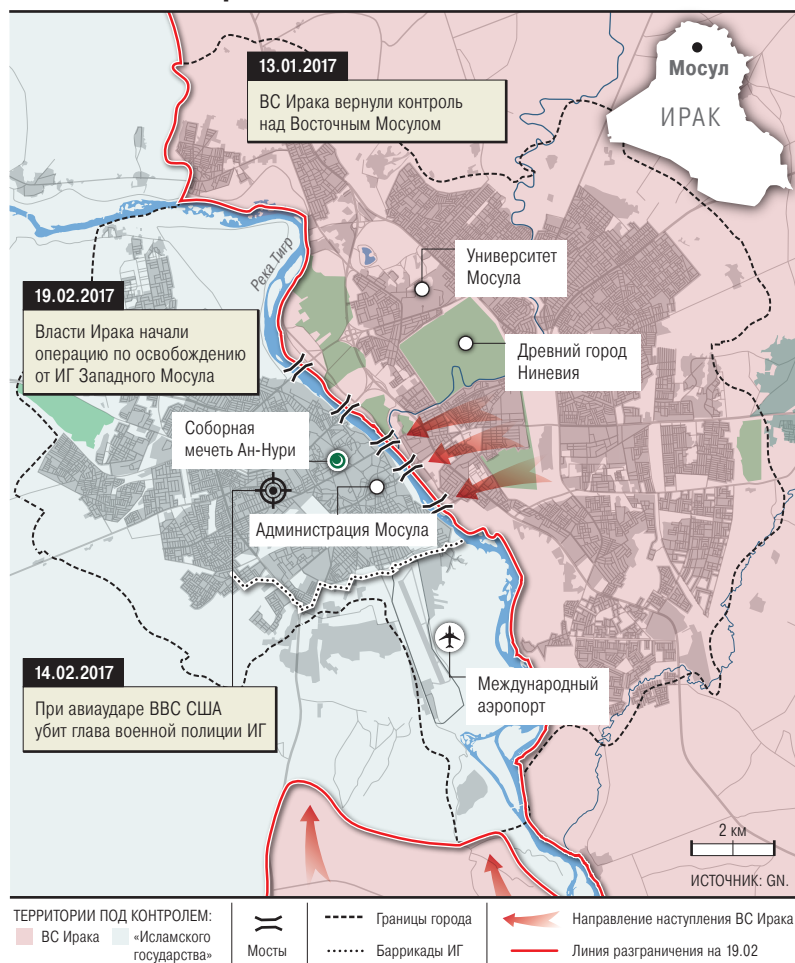 13.01.2017
ВС Ирака вернули контроль
над Восточным Мосулом
Мосул
ИРАК
Река Тигр
Университет
Мосула
19.02.2017
Власти Ирака начали
операцию по освобождению
от ИГ Западного Мосула
Древний город
Ниневия
Соборная
мечеть Ан-Нури
Администрация Мосула
14.02.2017
При авиаударе ВВС США
убит глава военной полиции ИГ
Международный
аэропорт
2 км
ИСТОЧНИК: GN.
ТЕРРИТОРИИ ПОД КОНТРОЛЕМ:
ВС Ирака
«Исламского
государства»
Мосты
Границы города
Баррикады ИГ
Направление наступления ВС Ирака
Линия разграничения на 19.02